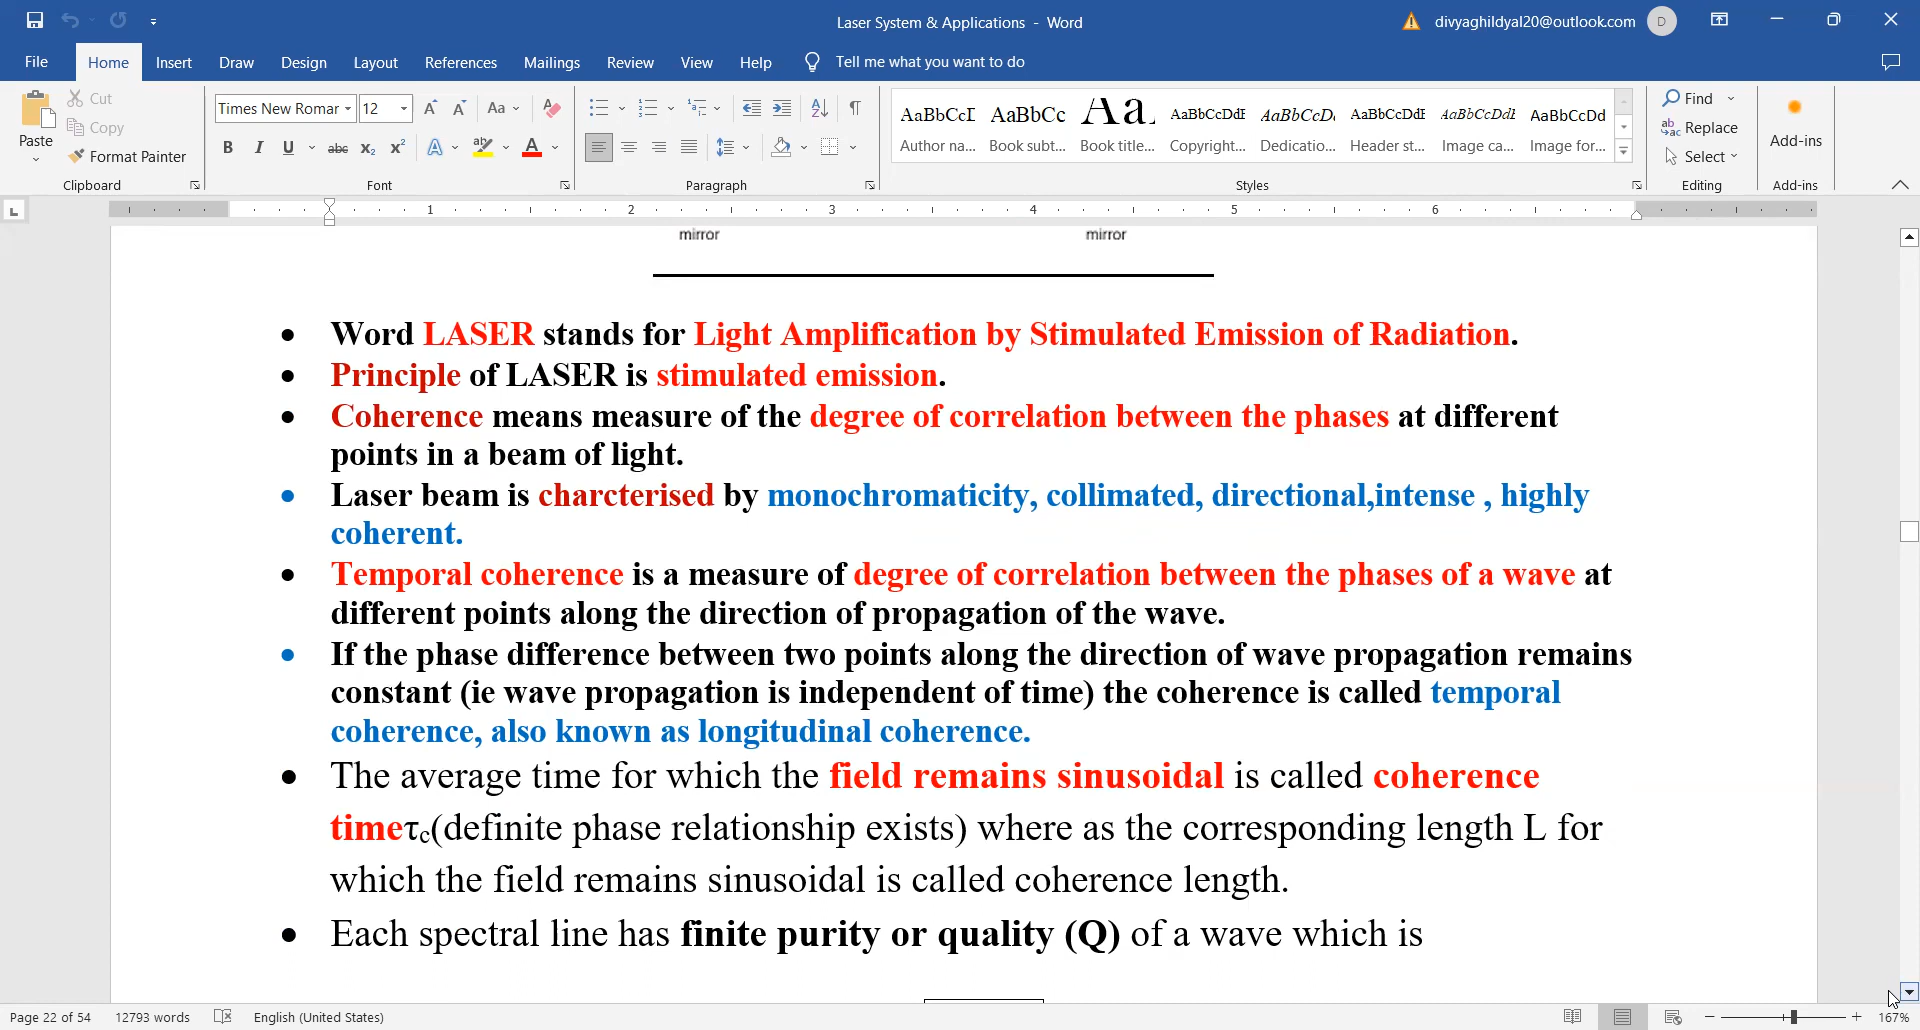 Laser System & Applications - Word
divyaghildyal20@outlook.com
D
File Home Insert Draw Design Layout References Mailings Review View Help Tell me what you want to do
Paste
Cut
Copy
Format Painter
Clipboard
Times New Roman 12
Font
Paragraph
AaBbCcI AaBbCc Aa. AaBbCcDdE AaBbCcD AaBbCcDdE AaBbCcDdI AaBbCcDd
Author na... Book subt... Book title... Copyright... Dedicatio... Header st... Image ca... Image for...
Styles
Find
Replace
Select
Editing
Add-ins
Add-ins
1 2 3 4 5 6
mirror mirror
• Word LASER stands for Light Amplification by Stimulated Emission of Radiation.
• Principle of LASER is stimulated emission.
• Coherence means measure of the degree of correlation between the phases at different
points in a beam of light.
• Laser beam is charcterised by monochromaticity, collimated, directional,intense , highly
coherent.
• Temporal coherence is a measure of degree of correlation between the phases of a wave at
different points along the direction of propagation of the wave.
• If the phase difference between two points along the direction of wave propagation remains
constant (ie wave propagation is independent of time) the coherence is called temporal
coherence, also known as longitudinal coherence.
• The average time for which the field remains sinusoidal is called coherence
timeτc(definite phase relationship exists) where as the corresponding length L for
which the field remains sinusoidal is called coherence length.
• Each spectral line has finite purity or quality (Q) of a wave which is
Page 22 of 54 12793 words English (United States) 167%